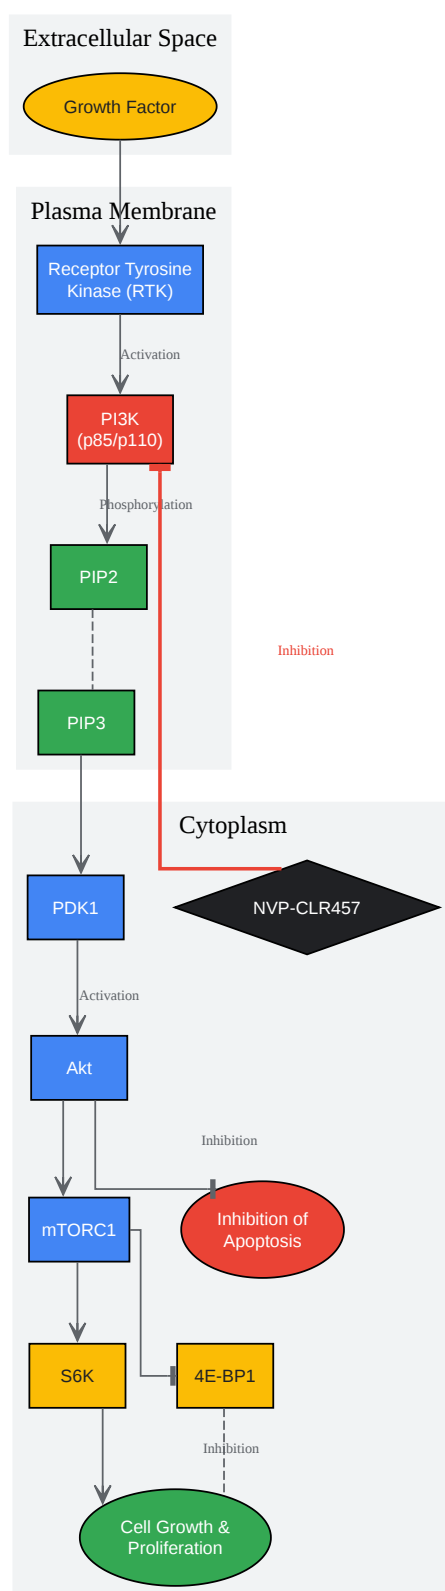 Extracellular Space
Growth Factor
Plasma Membrane
Receptor Tyrosine
Kinase (RTK)
Activation
PI3K
(p85/p110)
Phosphorylation
PIP2
Inhibition
PIP3
Cytoplasm
PDK1
NVP-CLR457
Activation
Akt
Inhibition
mTORC1
Inhibition of
Apoptosis
S6K
4E-BP1
Inhibition
Cell Growth &
Proliferation